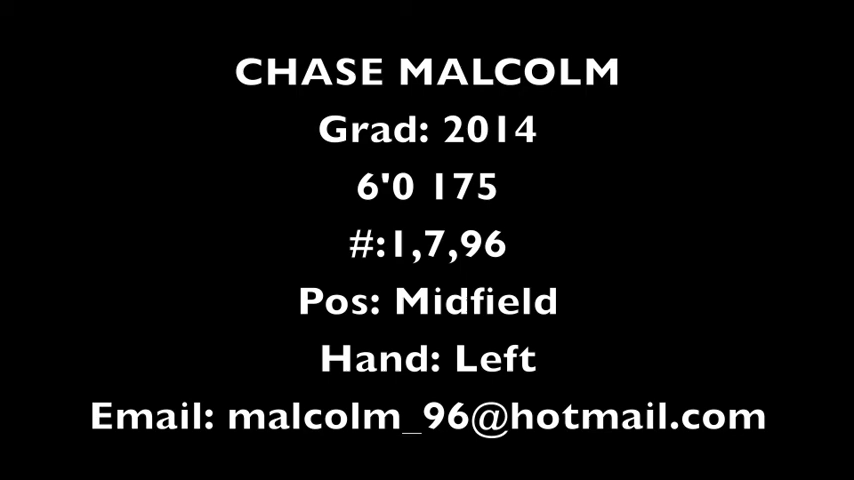 CHASE MALCOLM
Grad: 2014
6'0 175
#:1,7,96
Pos: Midfield
Hand: Left
Email: malcolm_96@hotmail.com